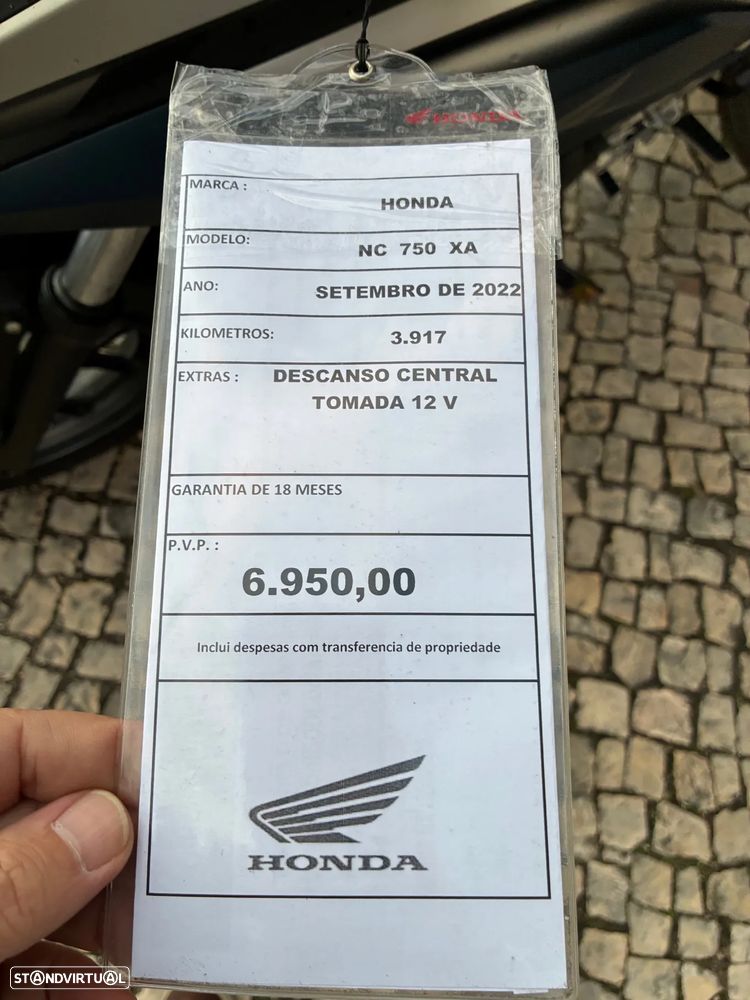 HONDA
MARCA :
HONDA
MODELO:
NC 750 XA
ANO:
SETEMBRO DE 2022
KILOMETROS:
3.917
EXTRAS :
DESCANSO CENTRAL
TOMADA 12 V
GARANTIA DE 18 MESES
P.V.P. :
6.950,00
Inclui despesas com transferencia de propriedade
HONDA
STANDVIRTUAL